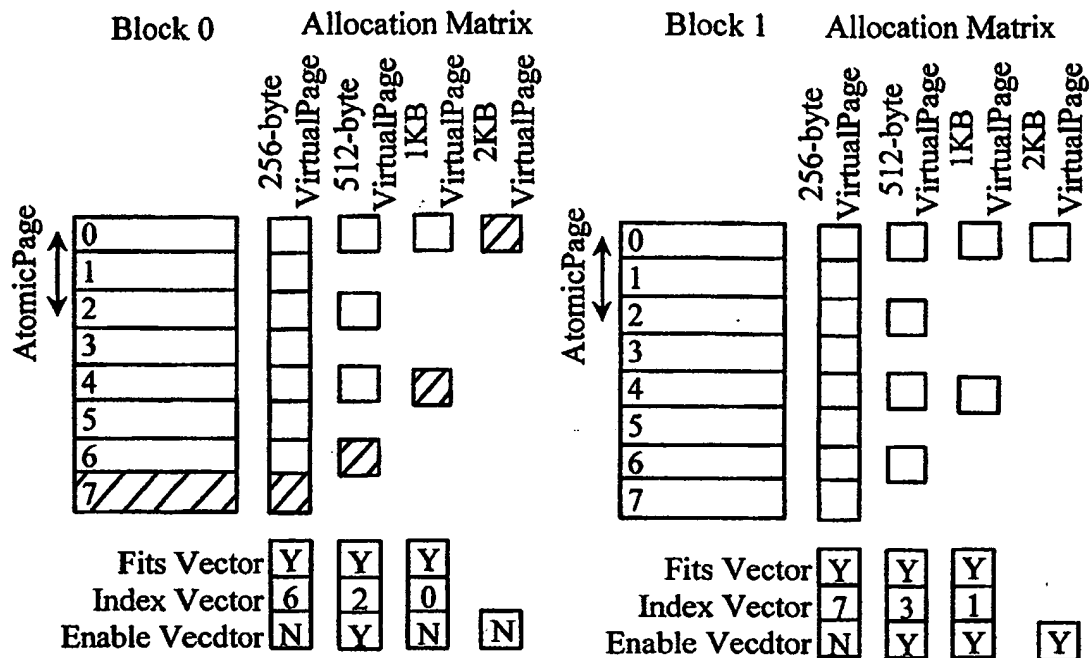 Block 0
Allocation Matrix
256-byte
VirtualPage
512-byte
VirtualPage
1KB
VirtualPage
2KB
VirtualPage
AtomicPage
0
1
2
3
4
5
6
7
Fits Vector Y Y Y
Index Vector 6 2 0
Enable Vecdtor N Y N N
Block 1
Allocation Matrix
256-byte
VirtualPage
512-byte
VirtualPage
1KB
VirtualPage
2KB
VirtualPage
AtomicPage
0
1
2
3
4
5
6
7
Fits Vector Y Y Y
Index Vector 7 3 1
Enable Vecdtor N Y Y Y